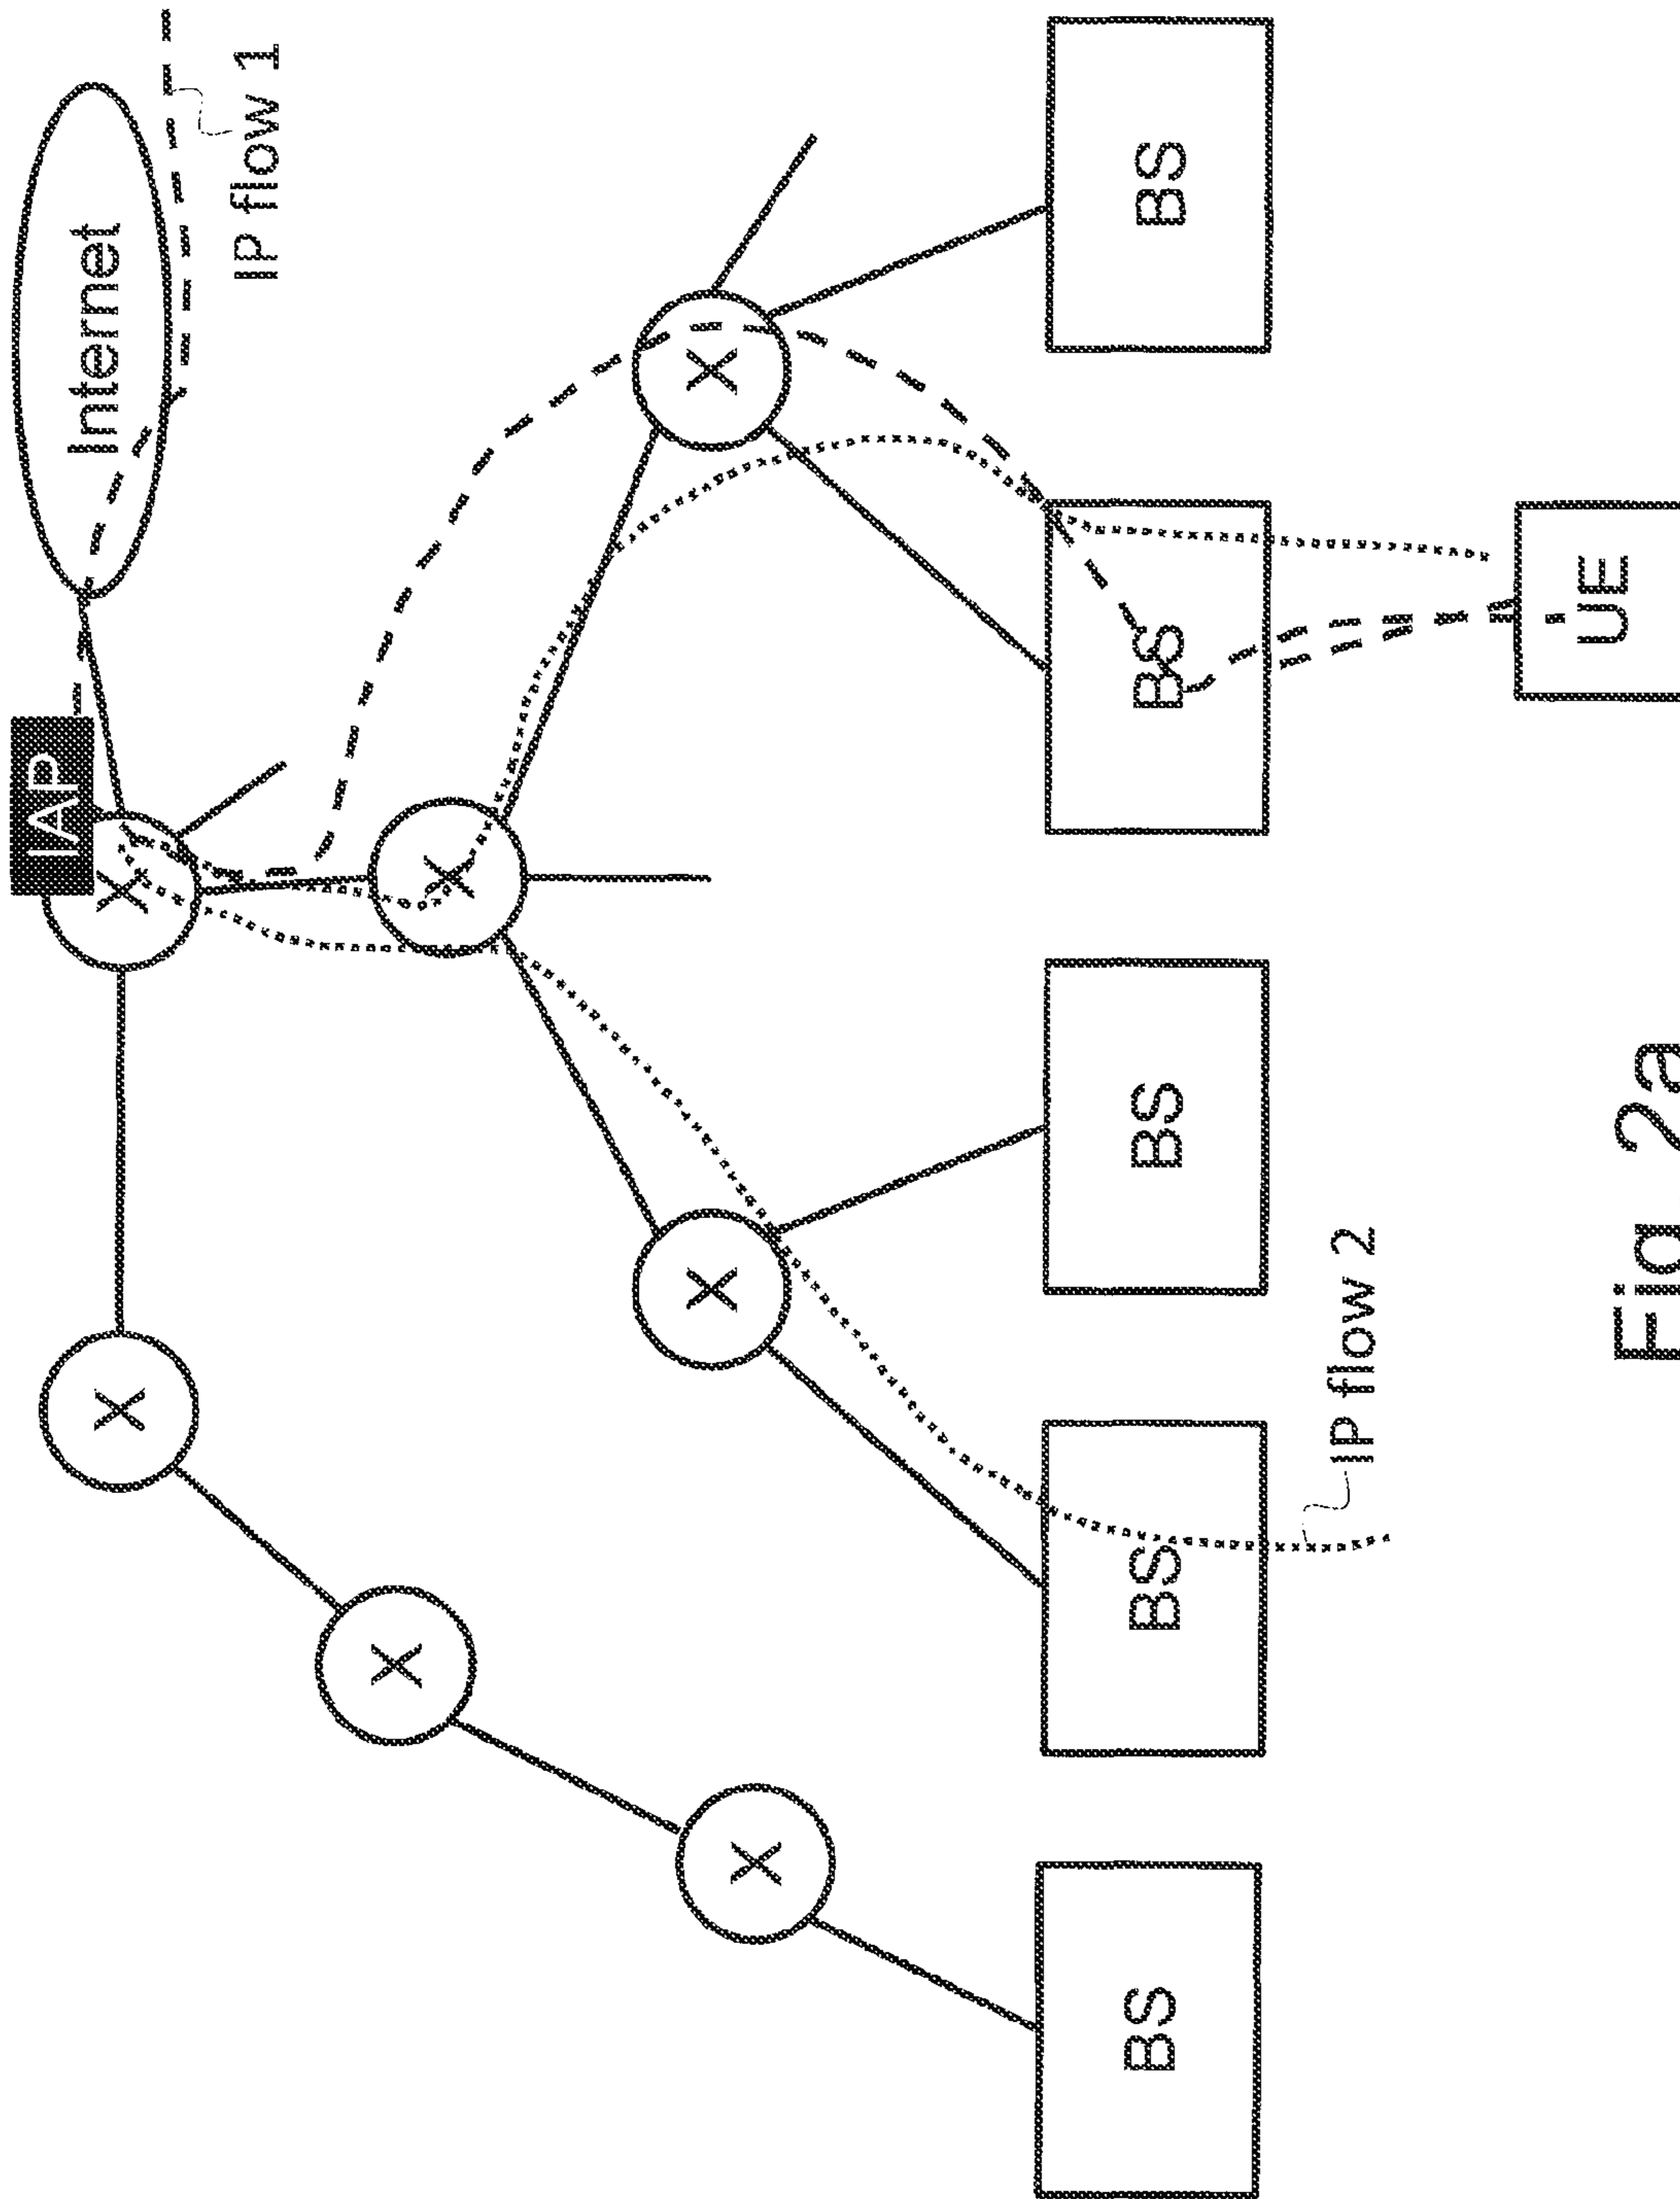 Internet
IP flow 1
IAP
X
X
X
X
X
X
X
BS
BS
BS
BS
BS
IP flow 2
UE
Fig 2a